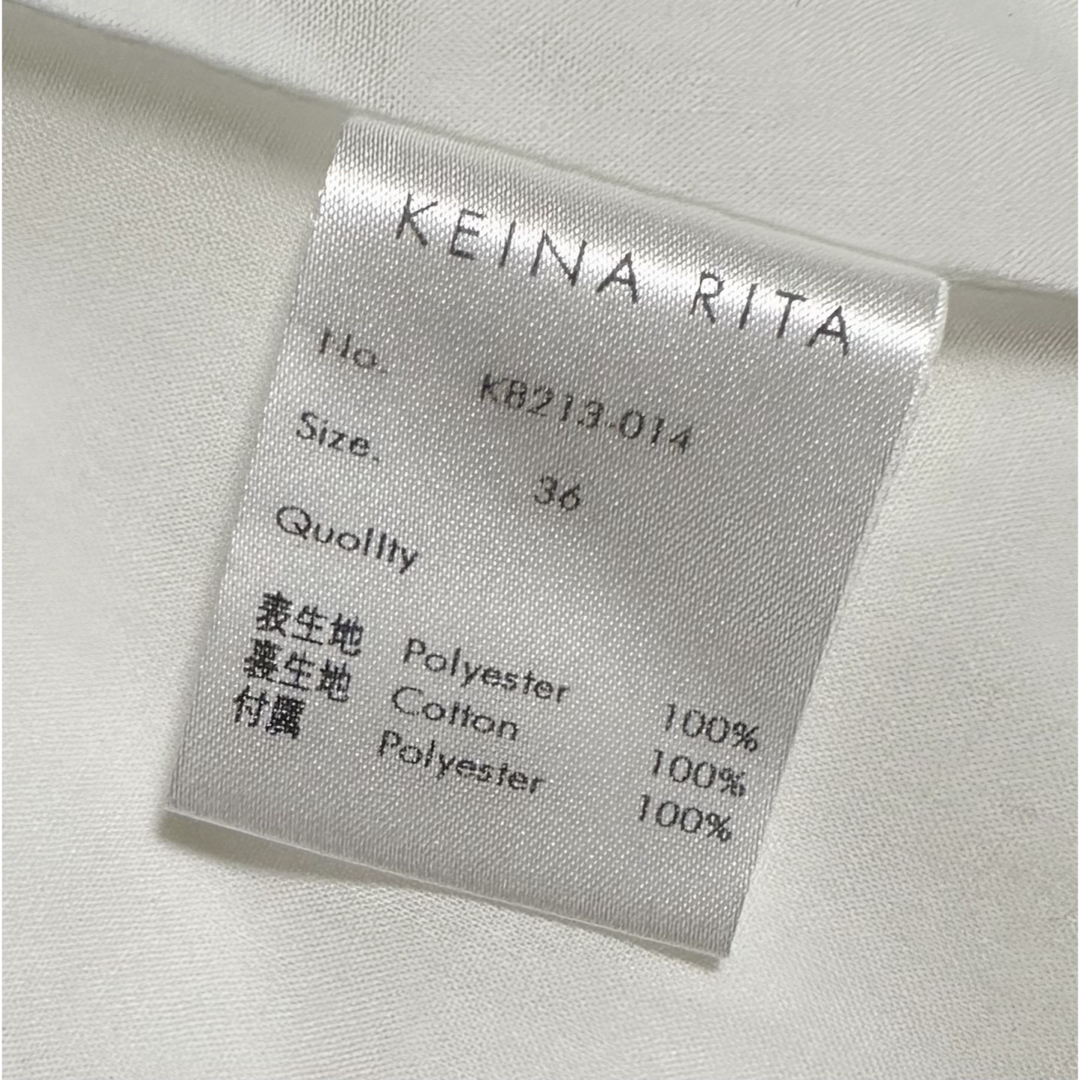 KEINA RITA
No. KB213-014
Size. 36
Quollty
表生地 Polyester 100%
裏生地 Cotton 100%
付属 Polyester 100%